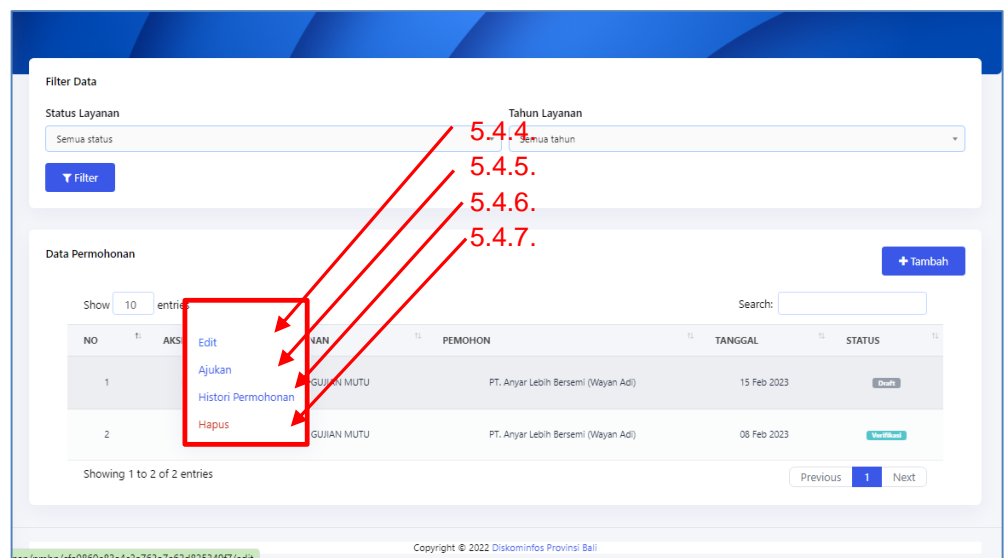 Filter Data
Status Layanan Tahun Layanan
Semua status Semua tahun
5.4.4.
5.4.5.
Filter
5.4.6.
5.4.7.
Data Permohonan
+ Tambah
Show 10 entries Search:
NO AKSI NAN PEMOHON TANGGAL STATUS
Edit
Ajukan
1 GUJIAN MUTU PT. Anyar Lebih Bersemi (Wayan Adi) 15 Feb 2023 Draft
Histori Permohonan
Hapus
2 GUJIAN MUTU PT. Anyar Lebih Bersemi (Wayan Adi) 08 Feb 2023 Verifikasi
Showing 1 to 2 of 2 entries
Previous 1 Next
Copyright © 2022 Diskominfos Provinsi Bali